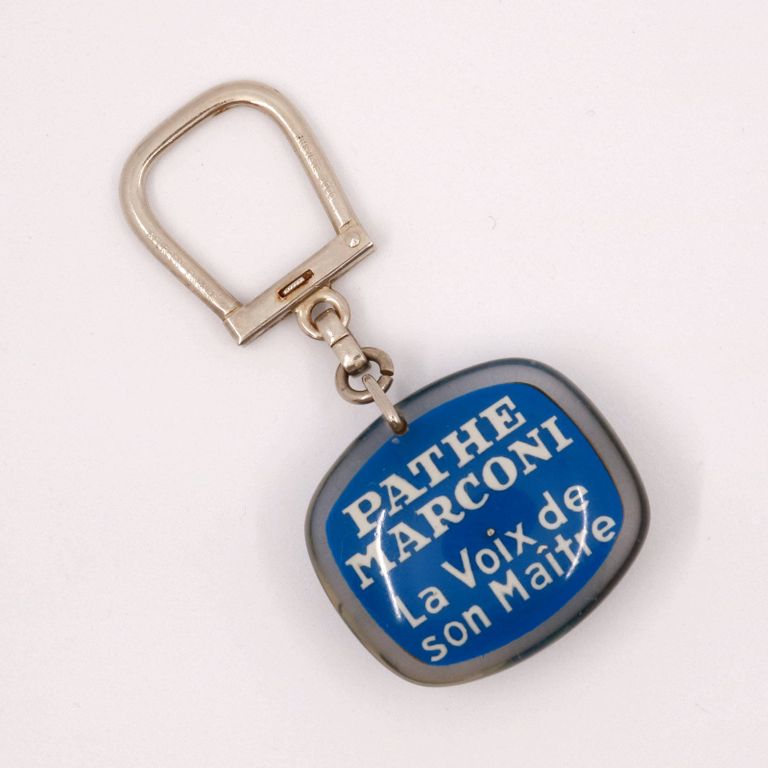 PATHE
MARCONI
La Voix de
son Maître